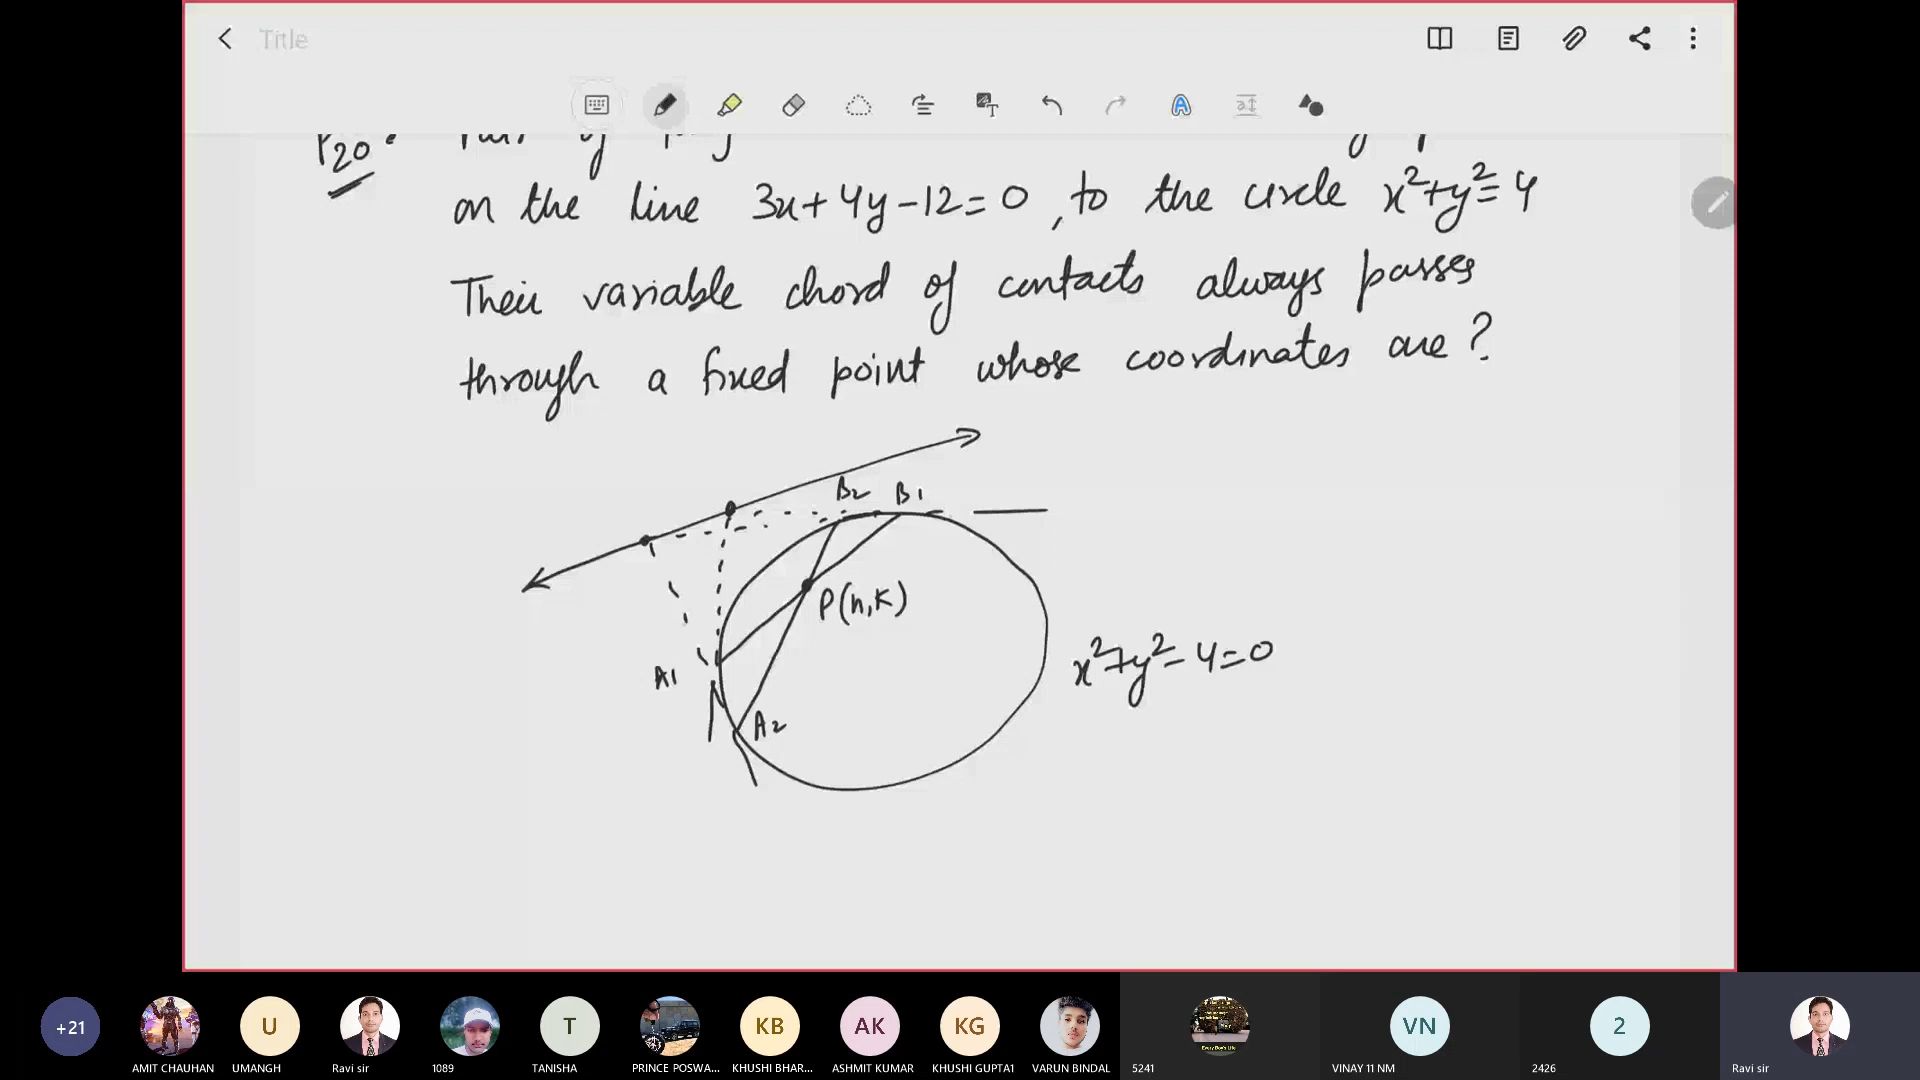 Title
P20:
on the line 3x+4y-12=0, to the circle x²+y²=4
Their variable chord of contacts always passes
through a fixed point whose coordinates are?
B2 B1
P(h,k)
A1
x²+y²-4=0
A2
+21
U
T
KB
AK
KG
VN
2
AMIT CHAUHAN
UMANGH
Ravi sir
1089
TANISHA
PRINCE POSWA...
KHUSHI BHAR...
ASHMIT KUMAR
KHUSHI GUPTA1
VARUN BINDAL
5241
VINAY 11 NM
2426
Ravi sir